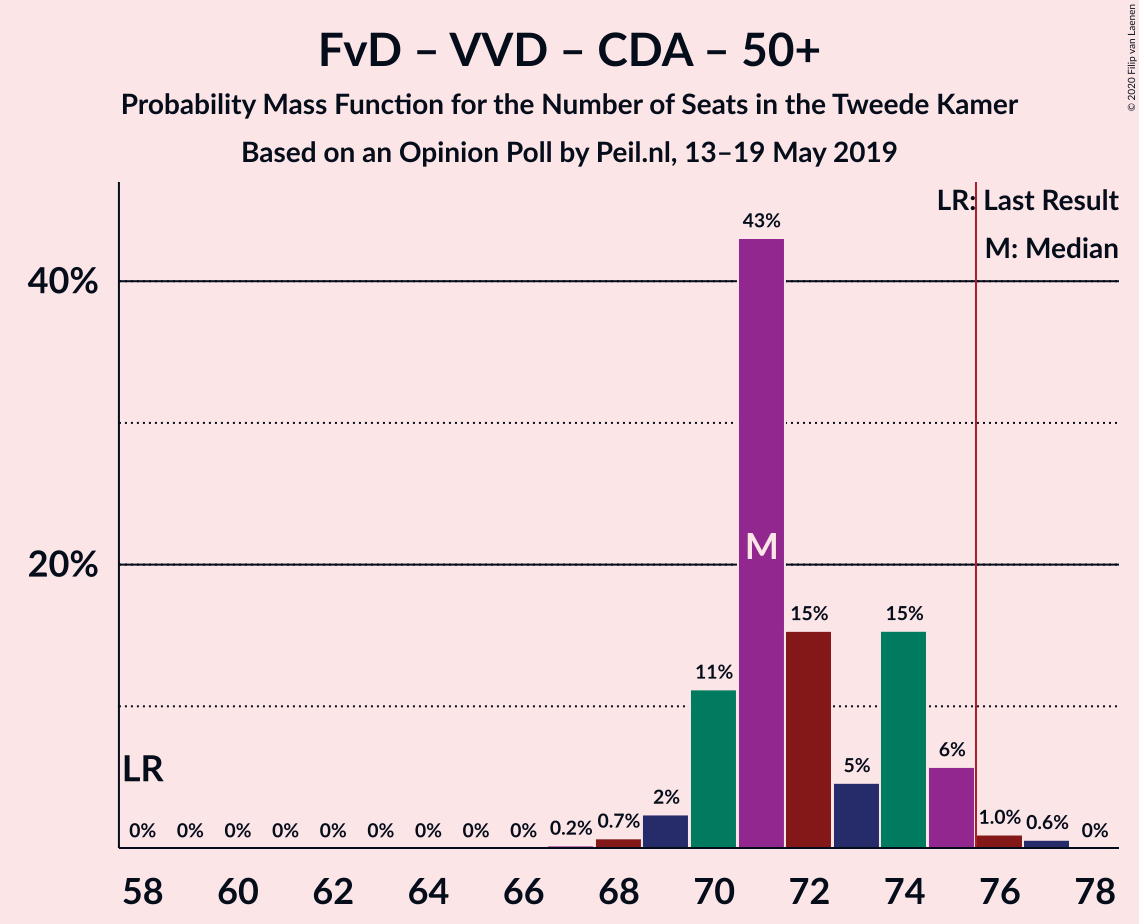 FvD – VVD – CDA – 50+
Probability Mass Function for the Number of Seats in the Tweede Kamer
Based on an Opinion Poll by Peil.nl, 13–19 May 2019
© 2020 Filip van Laenen
LR: Last Result
M: Median
43%
40%
M
20%
15%
15%
11%
LR
6%
5%
2%
0% 0% 0% 0% 0% 0% 0% 0% 0% 0.2% 0.7% 1.0% 0.6% 0%
58 60 62 64 66 68 70 72 74 76 78